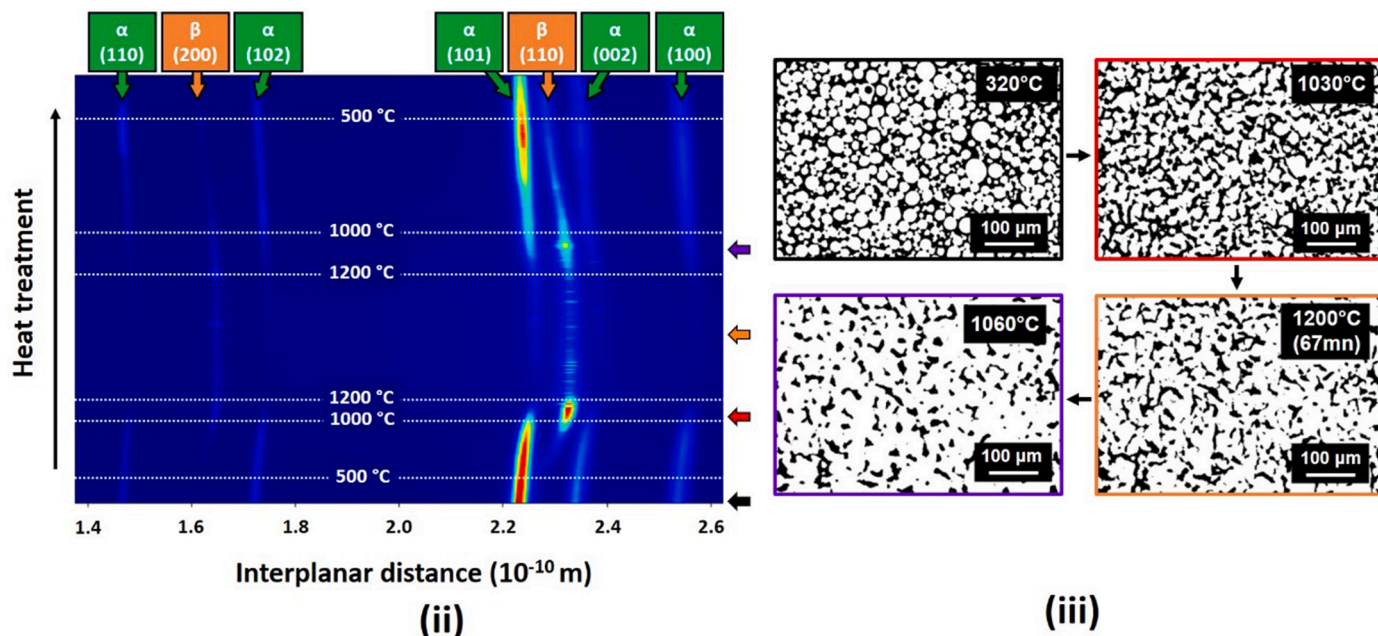 α
(110)
β
(200)
α
(102)
α
(101)
β
(110)
α
(002)
α
(100)
500 °C
1000 °C
1200 °C
1200 °C
1000 °C
500 °C
Heat treatment
1.4 1.6 1.8 2.0 2.2 2.4 2.6
Interplanar distance (10⁻¹⁰ m)
(ii)
320°C
100 µm
1030°C
100 µm
1060°C
100 µm
1200°C
(67mn)
100 µm
(iii)